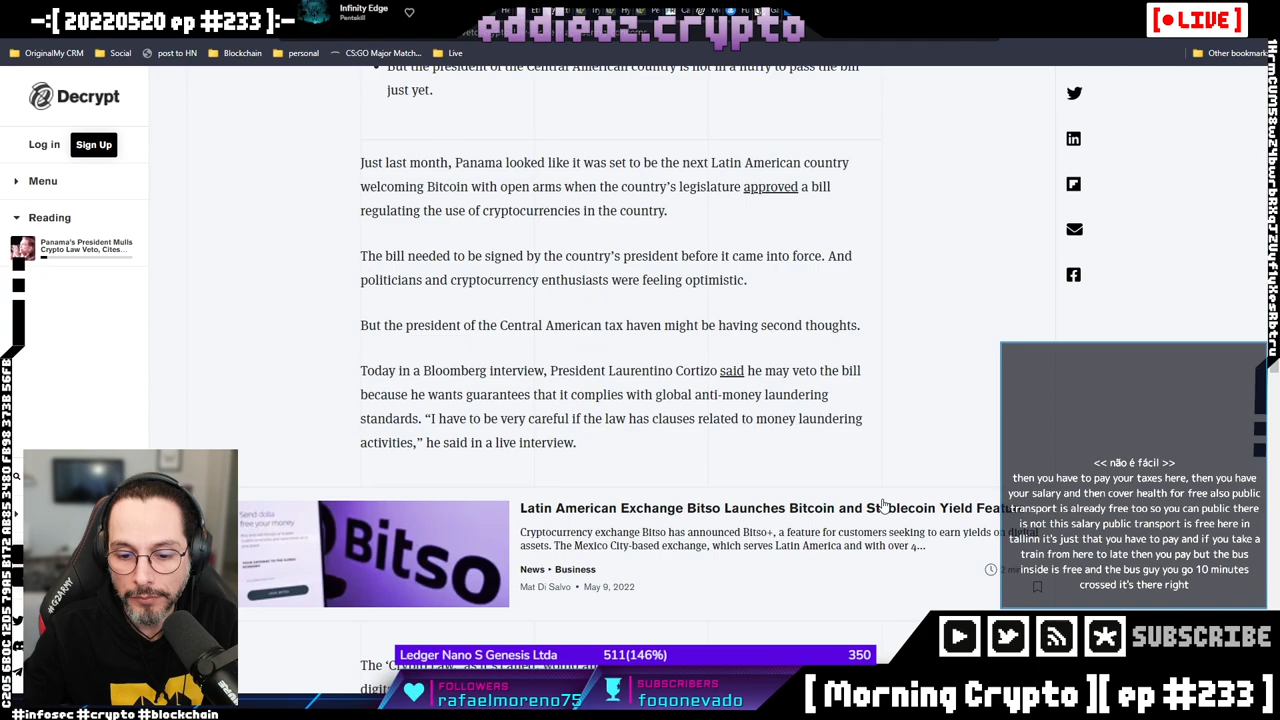 -:[ 20220520 ep #233 ]:-
Infinity Edge
Pentakill
eddieoz.crypto
[ LIVE ]
OriginalMy CRM
Social
post to HN
Blockchain
personal
CS:GO Major Match...
Live
Other bookmark
But the president of the Central American country is not in a hurry to pass the bill
just yet.
Decrypt
Log in
Sign Up
Menu
Reading
Panama's President Mulls
Crypto Law Veto, Cites...
Just last month, Panama looked like it was set to be the next Latin American country
welcoming Bitcoin with open arms when the country's legislature approved a bill
regulating the use of cryptocurrencies in the country.
The bill needed to be signed by the country's president before it came into force. And
politicians and cryptocurrency enthusiasts were feeling optimistic.
But the president of the Central American tax haven might be having second thoughts.
Today in a Bloomberg interview, President Laurentino Cortizo said he may veto the bill
because he wants guarantees that it complies with global anti-money laundering
standards. “I have to be very careful if the law has clauses related to money laundering
activities,” he said in a live interview.
Send dólares
free your money
Bitso
Latin American Exchange Bitso Launches Bitcoin and Stablecoin Yield Featu
Cryptocurrency exchange Bitso has announced Bitso+, a feature for customers seeking to earn yields on digital
assets. The Mexico City-based exchange, which serves Latin America and with over 4...
News • Business
Mat Di Salvo • May 9, 2022
<< não é fácil >>
then you have to pay your taxes here, then you have
your salary and then cover health for free also public
transport is already free too so you can public there
is not this salary public transport is free here in
tallinn it's just that you have to pay and if you take a
train from here to late then you pay but the bus
inside is free and the bus guy you go 10 minutes
crossed it's there right
SUBSCRIBE
Ledger Nano S Genesis Ltda 511(146%) 350
FOLLOWERS
rafaelmoreno75
SUBSCRIBERS
fogonevado
[ Morning Crypto ][ ep #233 ]
#infosec #crypto #blockchain